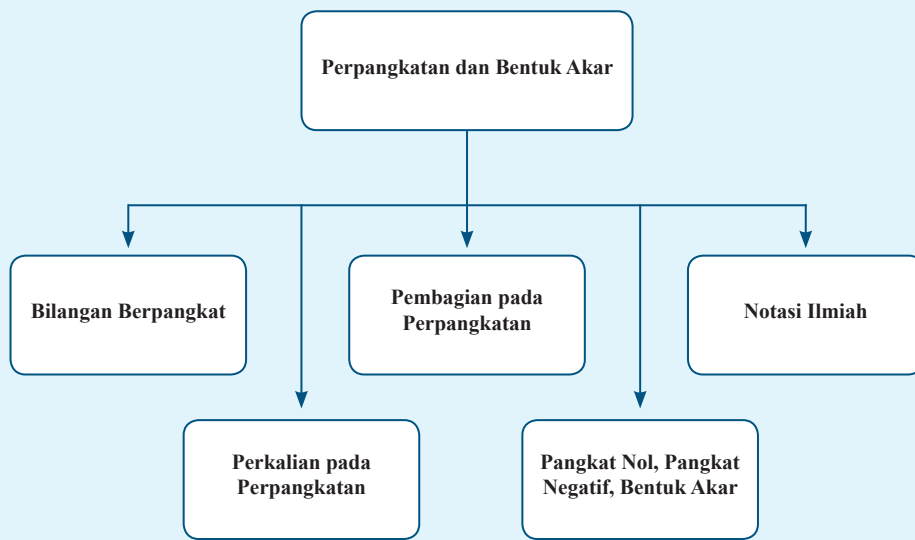 Perpangkatan dan Bentuk Akar
Bilangan Berpangkat
Pembagian pada
Perpangkatan
Notasi Ilmiah
Perkalian pada
Perpangkatan
Pangkat Nol, Pangkat
Negatif, Bentuk Akar